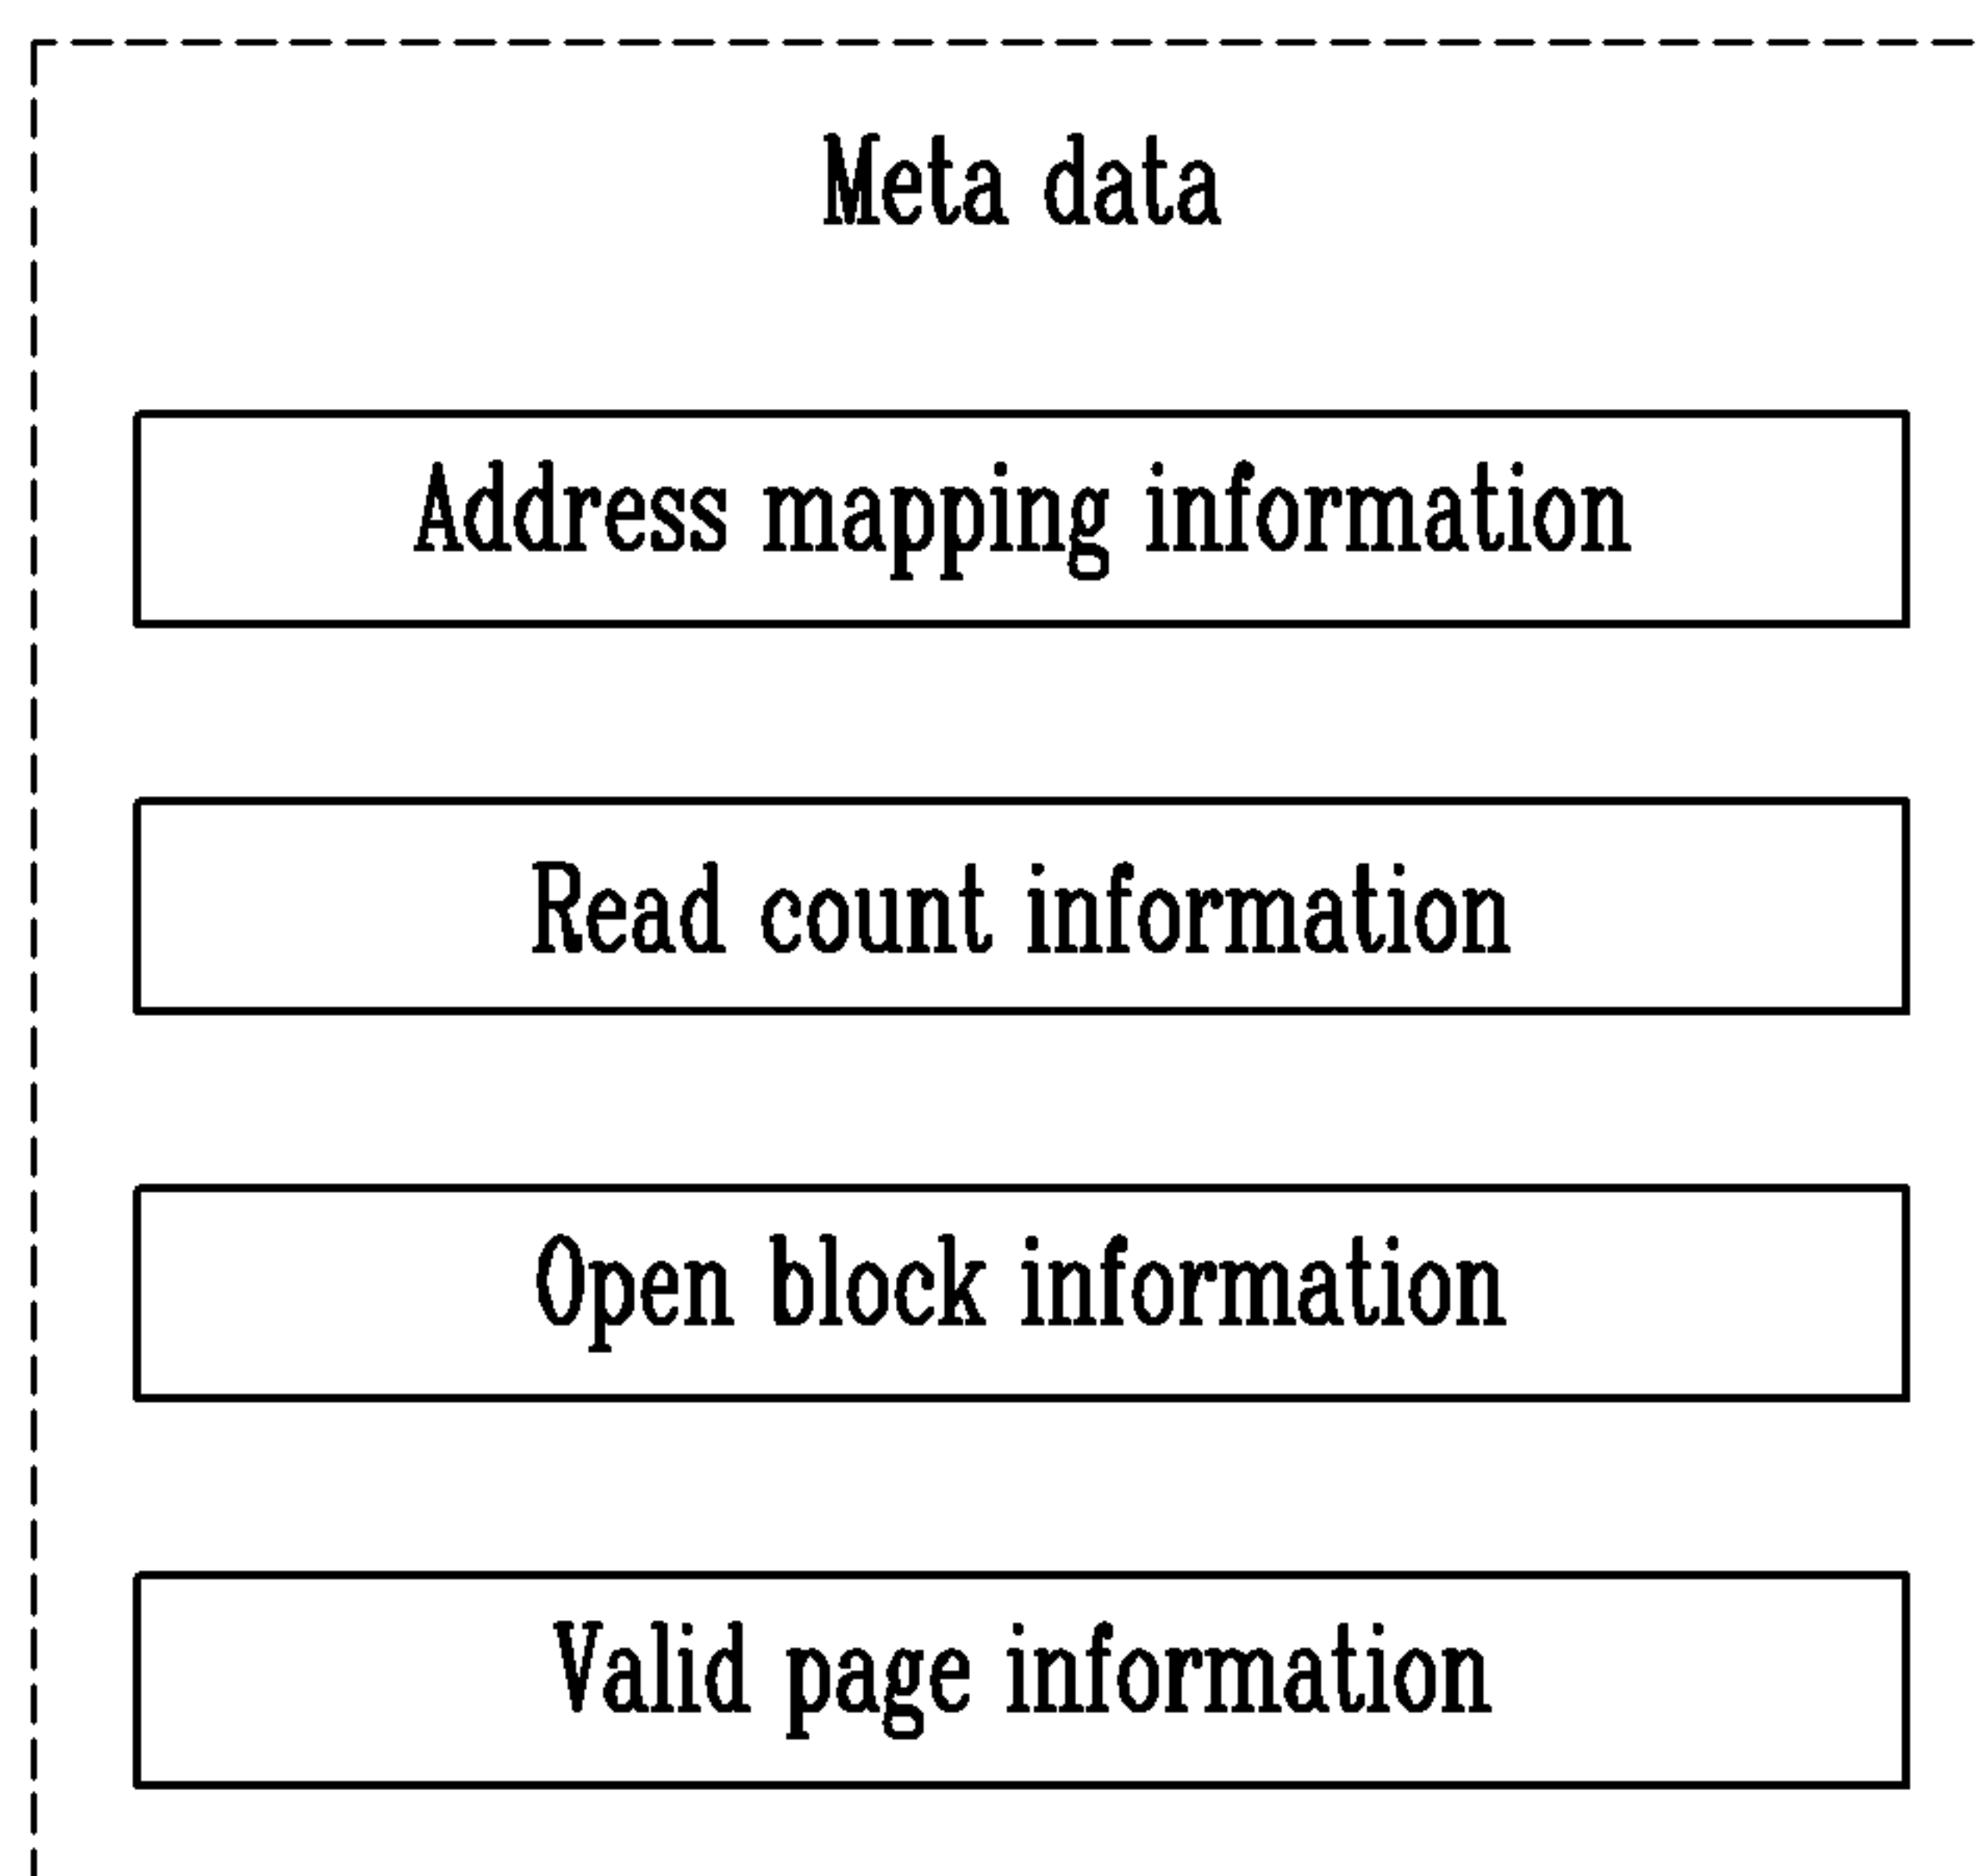 Meta data
Address mapping information
Read count information
Open block information
Valid page information